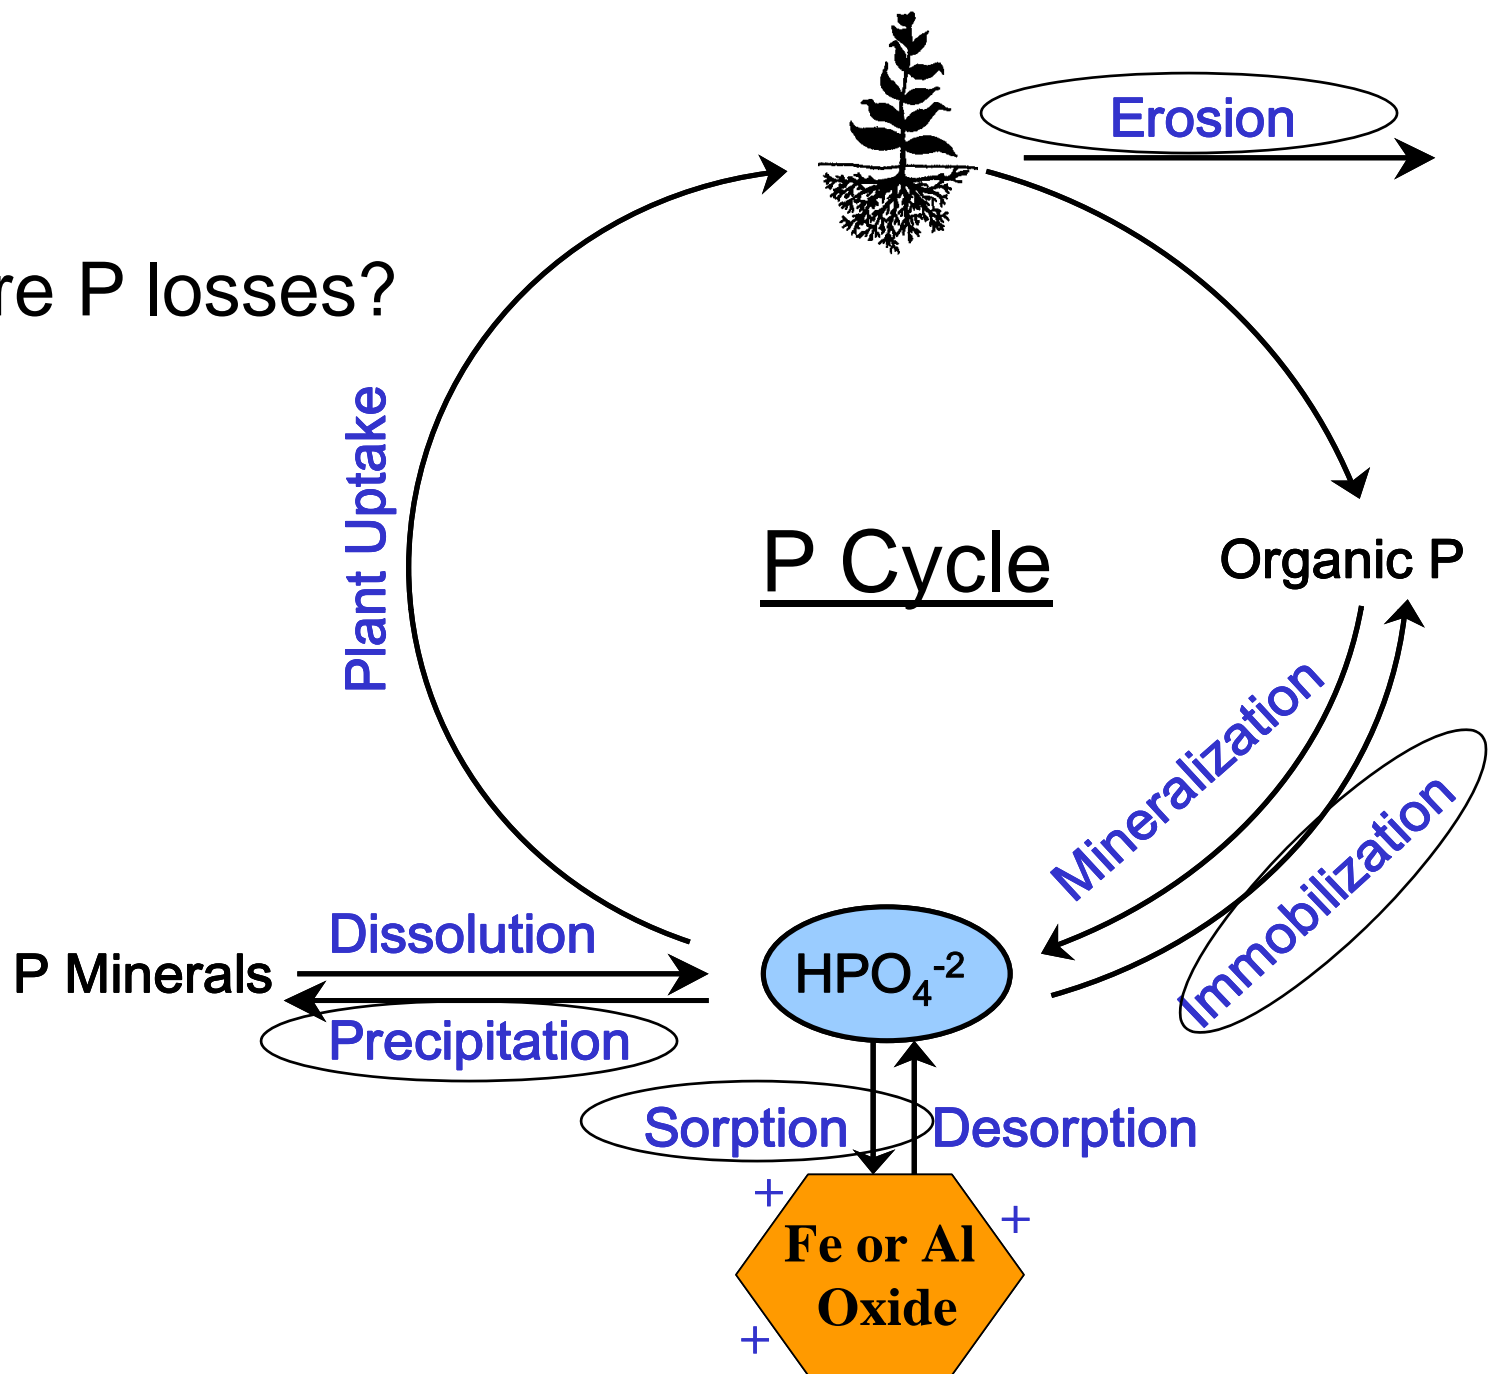 Erosion
re P losses?
Plant Uptake
P Cycle
Organic P
Mineralization
Immobilization
Dissolution
P Minerals
HPO₄⁻²
Precipitation
Sorption
Desorption
+
+
Fe or Al
Oxide
+